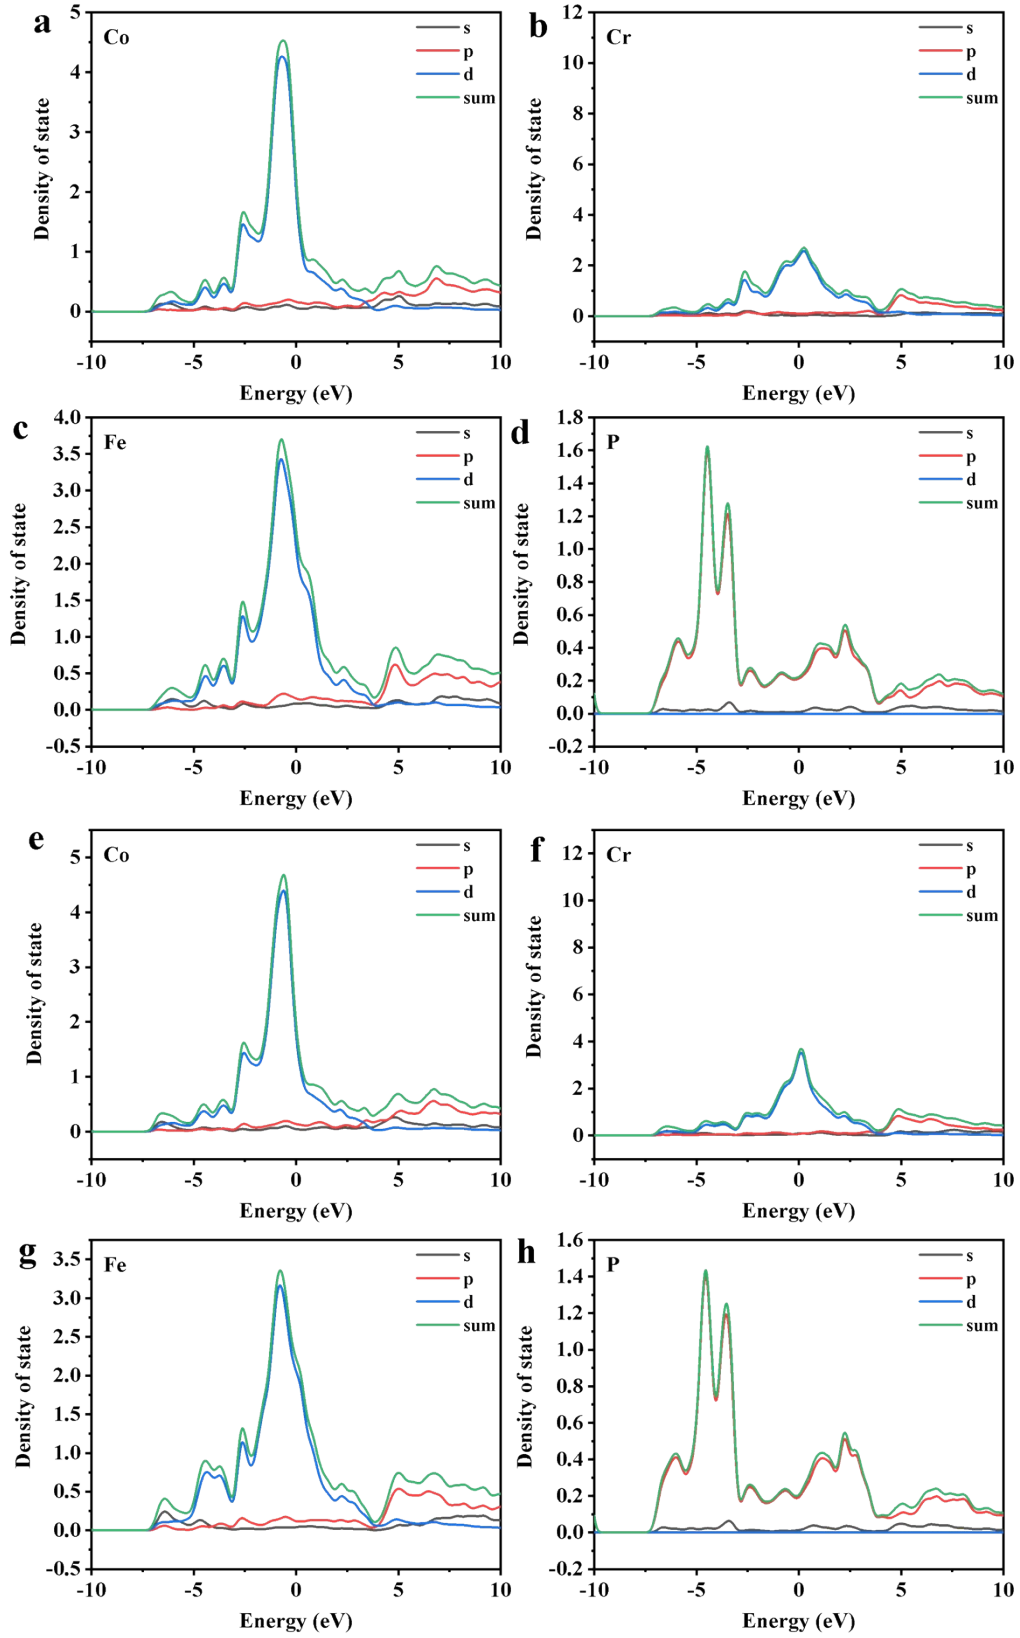 a
Co
s
p
d
sum
5
4
3
2
1
0
Density of state
-10
-5
0
5
10
Energy (eV)
b
Cr
s
p
d
sum
12
10
8
6
4
2
0
Density of state
-10
-5
0
5
10
Energy (eV)
c
Fe
s
p
d
sum
4.0
3.5
3.0
2.5
2.0
1.5
1.0
0.5
0.0
-0.5
Density of state
-10
-5
0
5
10
Energy (eV)
d
P
s
p
d
sum
1.8
1.6
1.4
1.2
1.0
0.8
0.6
0.4
0.2
0.0
-0.2
Density of state
-10
-5
0
5
10
Energy (eV)
e
Co
s
p
d
sum
5
4
3
2
1
0
Density of state
-10
-5
0
5
10
Energy (eV)
f
Cr
s
p
d
sum
12
10
8
6
4
2
0
Density of state
-10
-5
0
5
10
Energy (eV)
g
Fe
s
p
d
sum
3.5
3.0
2.5
2.0
1.5
1.0
0.5
0.0
-0.5
Density of state
-10
-5
0
5
10
Energy (eV)
h
P
s
p
d
sum
1.6
1.4
1.2
1.0
0.8
0.6
0.4
0.2
0.0
-0.2
Density of state
-10
-5
0
5
10
Energy (eV)